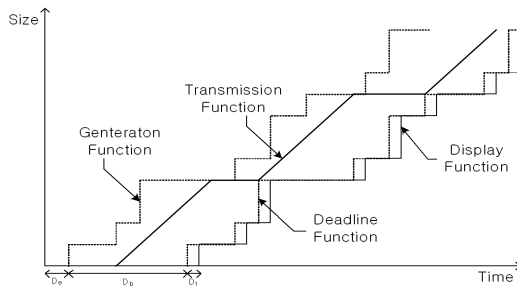 Size
Transmission
Function
Genteraton
Function
Display
Function
Deadline
Function
Time
De
Db
Dt